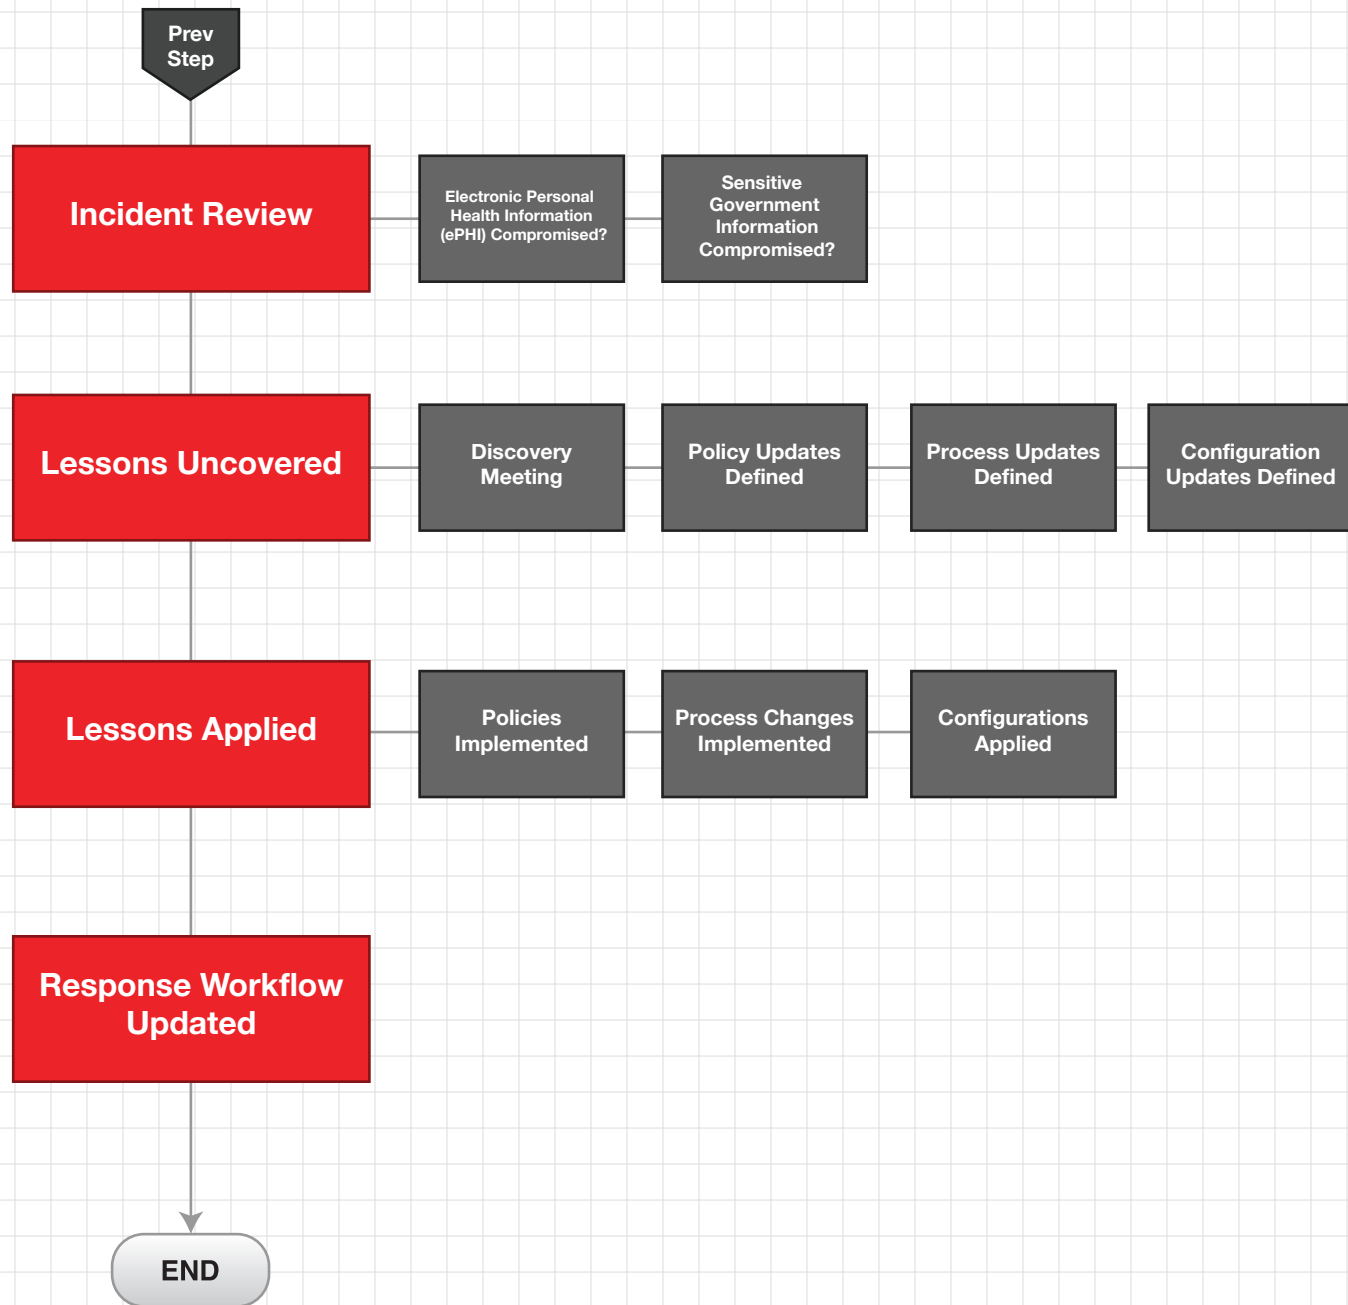 Prev
Step
Incident Review
Electronic Personal
Health Information
(ePHI) Compromised?
Sensitive
Government
Information
Compromised?
Lessons Uncovered
Discovery
Meeting
Policy Updates
Defined
Process Updates
Defined
Configuration
Updates Defined
Lessons Applied
Policies
Implemented
Process Changes
Implemented
Configurations
Applied
Response Workflow
Updated
END